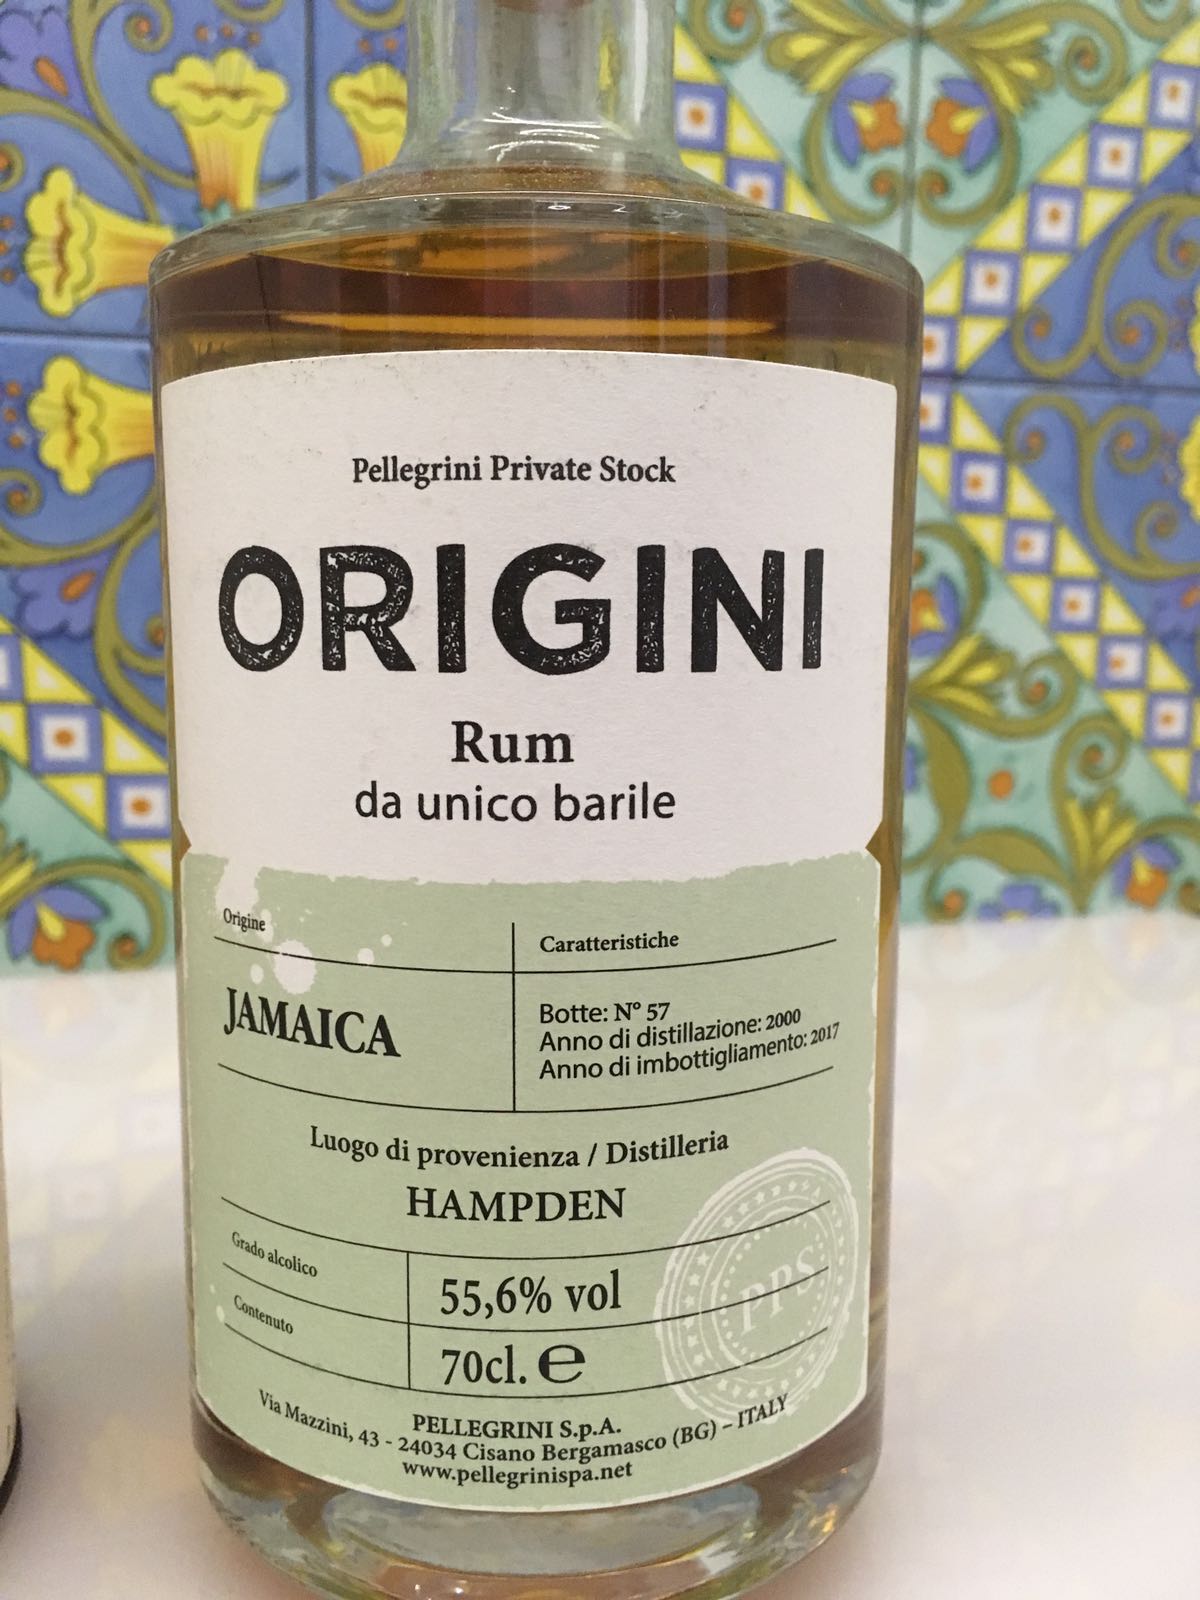 Pellegrini Private Stock
ORIGINI
Rum
da unico barile
Origine
JAMAICA
Caratteristiche
Botte: N° 57
Anno di distillazione: 2000
Anno di imbottigliamento: 2017
Luogo di provenienza / Distilleria
HAMPDEN
Grado alcolico
55,6% vol
Contenuto
70cl. ℮
PPS
PELLEGRINI S.p.A.
Via Mazzini, 43 - 24034 Cisano Bergamasco (BG) – ITALY
www.pellegrinispa.net